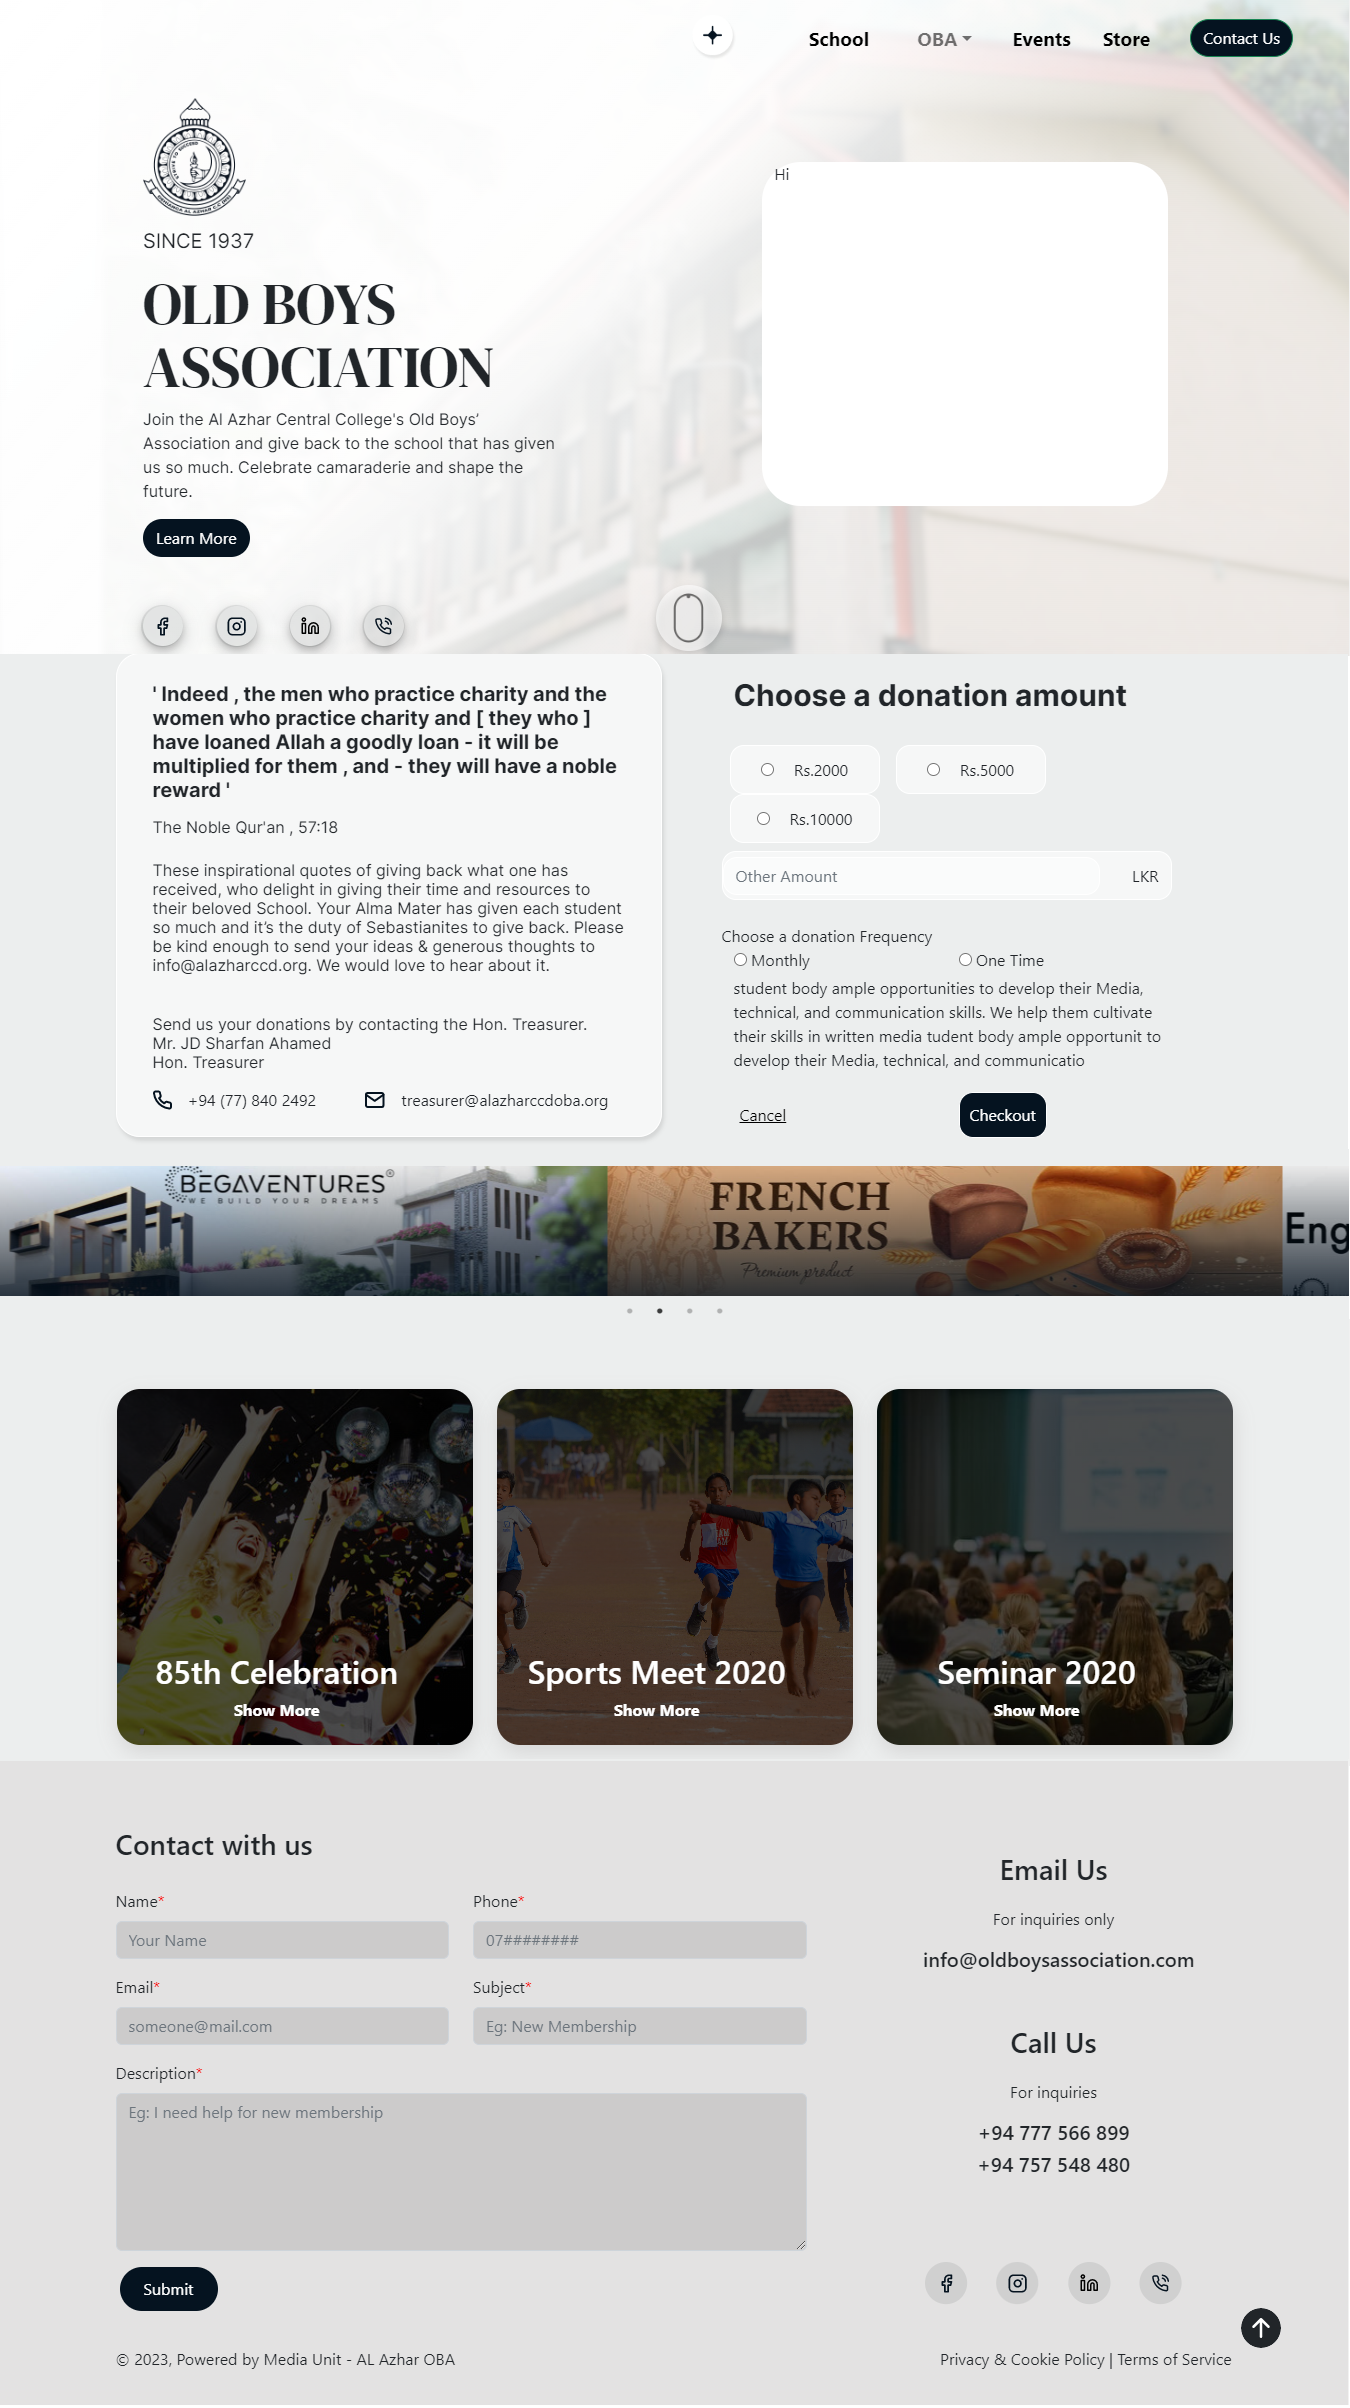 School
OBA
Events
Store
Contact Us
STRIVE TO SUCCESS
SINCE 1937
OLD BOYS
ASSOCIATION
Join the Al Azhar Central College's Old Boys’
Association and give back to the school that has given
us so much. Celebrate camaraderie and shape the
future.
Learn More
Hi
' Indeed , the men who practice charity and the
women who practice charity and [ they who ]
have loaned Allah a goodly loan - it will be
multiplied for them , and - they will have a noble
reward '
The Noble Qur'an , 57:18
These inspirational quotes of giving back what one has
received, who delight in giving their time and resources to
their beloved School. Your Alma Mater has given each student
so much and it’s the duty of Sebastianites to give back. Please
be kind enough to send your ideas & generous thoughts to
info@alazharccd.org. We would love to hear about it.
Send us your donations by contacting the Hon. Treasurer.
Mr. JD Sharfan Ahamed
Hon. Treasurer
+94 (77) 840 2492
treasurer@alazharccdoba.org
Choose a donation amount
Rs.2000
Rs.5000
Rs.10000
Other Amount
LKR
Choose a donation Frequency
Monthly
One Time
student body ample opportunities to develop their Media,
technical, and communication skills. We help them cultivate
their skills in written media tudent body ample opportunit to
develop their Media, technical, and communicatio
Cancel
Checkout
BEGAVENTURES®
WE BUILD YOUR DREAMS
FRENCH
BAKERS
Premium product
Eng
85th Celebration
Show More
Sports Meet 2020
Show More
Seminar 2020
Show More
Contact with us
Name*
Phone*
Your Name
07########
Email*
Subject*
someone@mail.com
Eg: New Membership
Description*
Eg: I need help for new membership
Submit
Email Us
For inquiries only
info@oldboysassociation.com
Call Us
For inquiries
+94 777 566 899
+94 757 548 480
© 2023, Powered by Media Unit - AL Azhar OBA
Privacy & Cookie Policy | Terms of Service